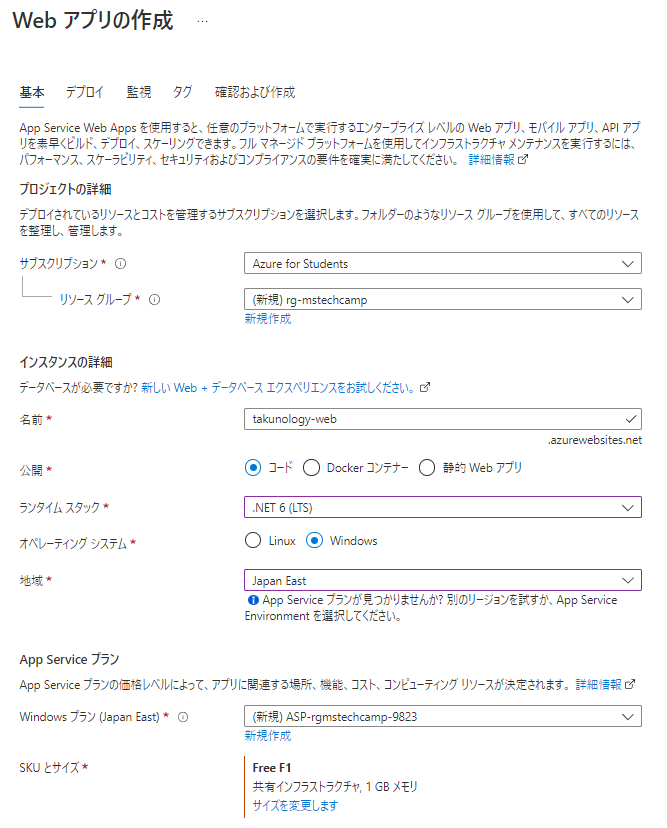 Web アプリの作成 …
基本 デプロイ 監視 タグ 確認および作成
App Service Web Apps を使用すると、任意のプラットフォームで実行するエンタープライズ レベルの Web アプリ、モバイル アプリ、API アプ
リを素早くビルド、デプロイ、スケーリングできます。フル マネージド プラットフォームを使用してインフラストラクチャ メンテナンスを実行するには、
パフォーマンス、スケーラビリティ、セキュリティおよびコンプライアンスの要件を確実に満たしてください。 詳細情報
プロジェクトの詳細
デプロイされているリソースとコストを管理するサブスクリプションを選択します。フォルダーのようなリソース グループを使用して、すべてのリソース
を整理し、管理します。
サブスクリプション * Azure for Students
リソース グループ * (新規) rg-mstechcamp
新規作成
インスタンスの詳細
データベースが必要ですか? 新しい Web + データベース エクスペリエンスをお試しください。
名前 * takunology-web
.azurewebsites.net
公開 * コード Docker コンテナー 静的 Web アプリ
ランタイム スタック * .NET 6 (LTS)
オペレーティング システム * Linux Windows
地域 * Japan East
App Service プランが見つかりませんか? 別のリージョンを試すか、App Service
Environment を選択してください。
App Service プラン
App Service プランの価格レベルによって、アプリに関連する場所、機能、コスト、コンピューティング リソースが決定されます。 詳細情報
Windows プラン (Japan East) * (新規) ASP-rgmstechcamp-9823
新規作成
SKU とサイズ * Free F1
共有インフラストラクチャ, 1 GB メモリ
サイズを変更します